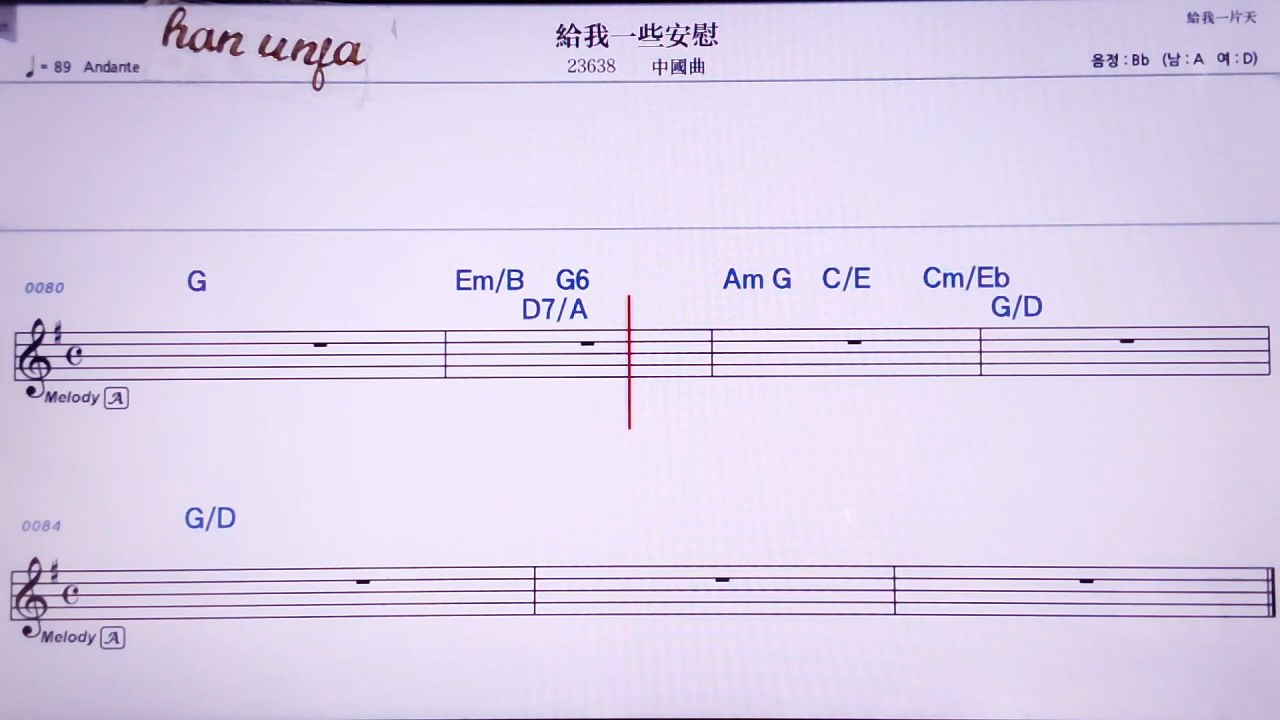 han unfa
給我一些安慰
給我一片天
♩= 89 Andante
23638 中國曲
음정 : Bb (남 : A 여 : D)
0080 G Em/B G6 Am G C/E Cm/Eb
D7/A G/D
Melody A
0084 G/D
Melody A